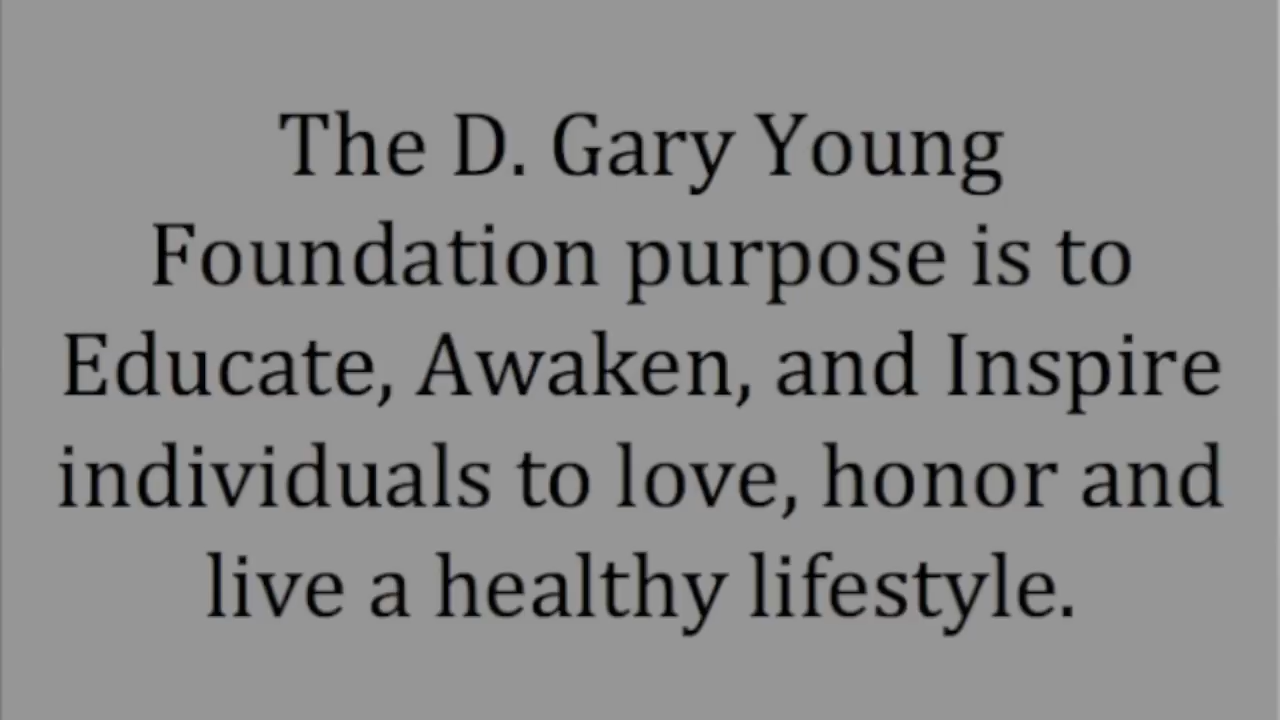 The D. Gary Young
Foundation purpose is to
Educate, Awaken, and Inspire
individuals to love, honor and
live a healthy lifestyle.